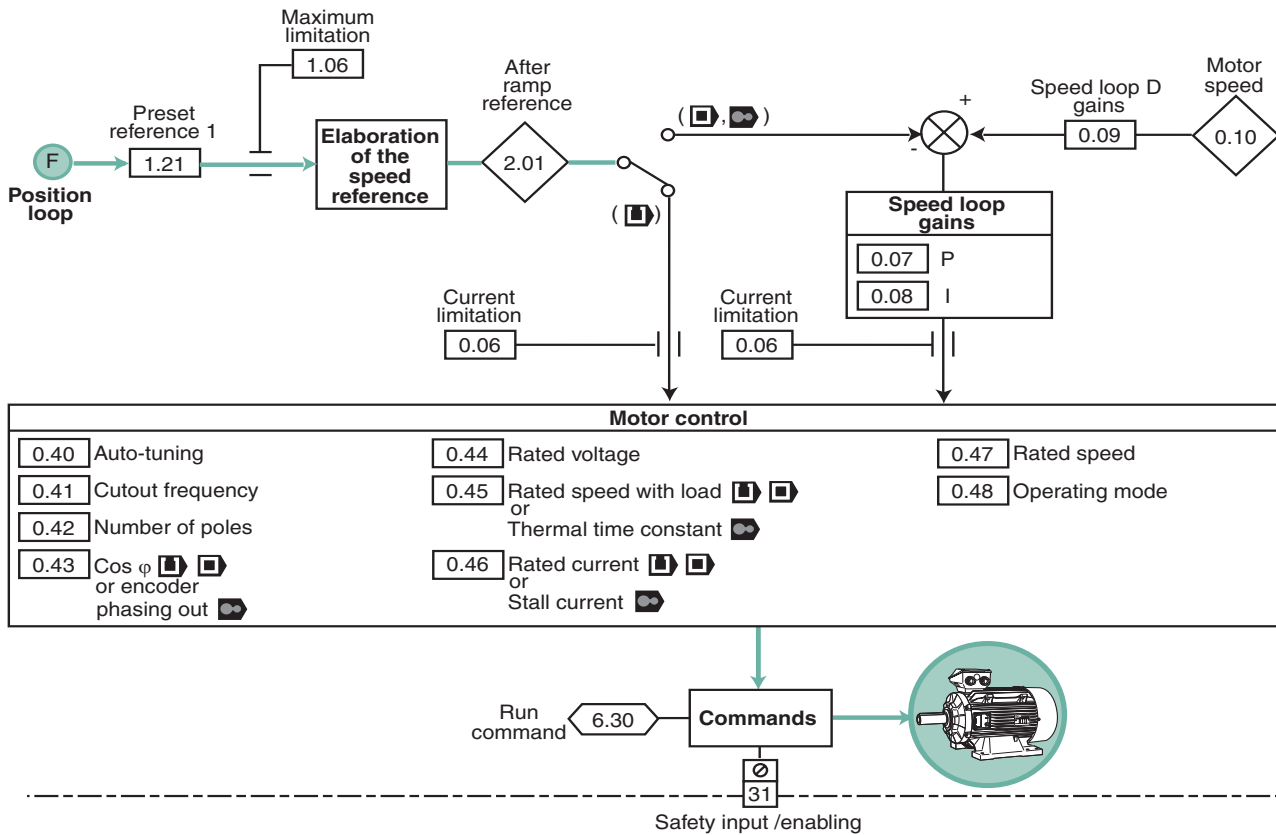 Maximum
limitation
1.06
After
ramp
reference
Preset
reference 1
F
1.21
Position
loop
Elaboration
of the
speed
reference
2.01
( , )
( )
+
-
Speed loop D
gains
0.09
Motor
speed
0.10
Speed loop
gains
0.07 P
0.08 I
Current
limitation
0.06
Current
limitation
0.06
Motor control
0.40 Auto-tuning
0.41 Cutout frequency
0.42 Number of poles
0.43 Cos φ
or encoder
phasing out
0.44 Rated voltage
0.45 Rated speed with load
or
Thermal time constant
0.46 Rated current
or
Stall current
0.47 Rated speed
0.48 Operating mode
Run
command
6.30
Commands
31
Safety input /enabling